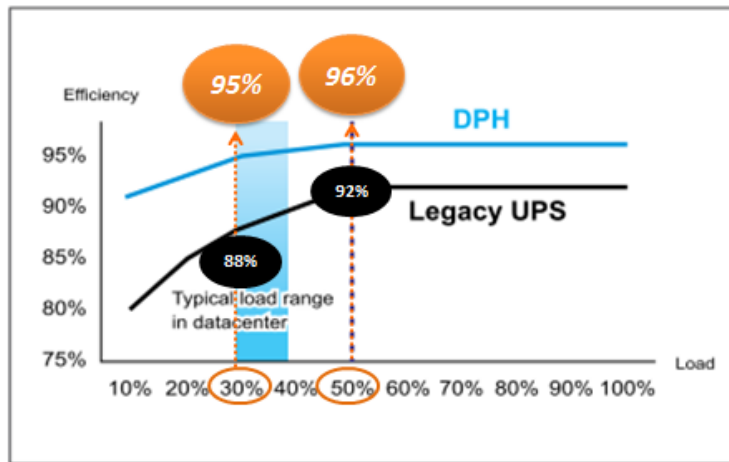 95%
96%
Efficiency
DPH
95%
92%
90%
Legacy UPS
85%
88%
80%
Typical load range
in datacenter
75%
Load
10% 20% 30% 40% 50% 60% 70% 80% 90% 100%